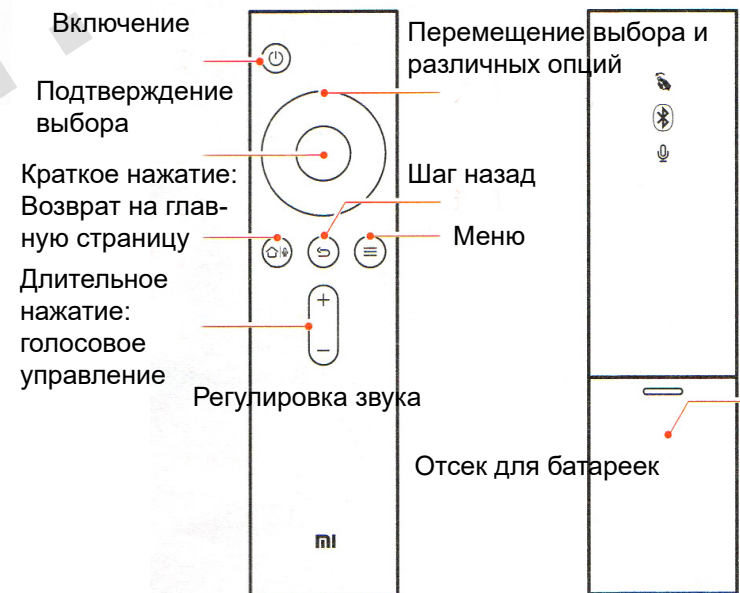 Включение
Перемещение выбора и
различных опций
Подтверждение
выбора
Краткое нажатие:
Возврат на глав-
ную страницу
Шаг назад
Меню
Длительное
нажатие:
голосовое
управление
+
−
Регулировка звука
Отсек для батареек
mi